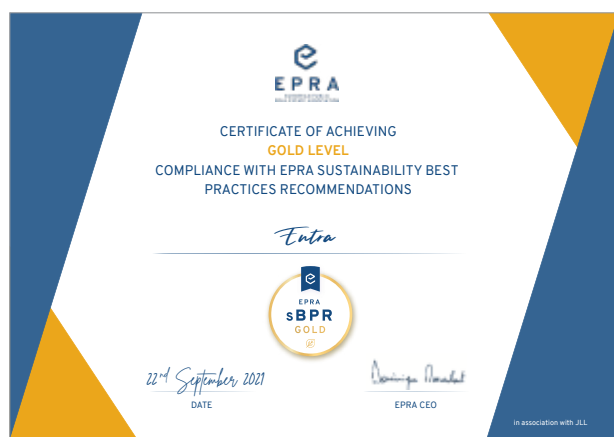 EPRA
CERTIFICATE OF ACHIEVING
GOLD LEVEL
COMPLIANCE WITH EPRA SUSTAINABILITY BEST
PRACTICES RECOMMENDATIONS
Entra
EPRA
sBPR
GOLD
22nd September 2021
DATE
EPRA CEO
in association with JLL